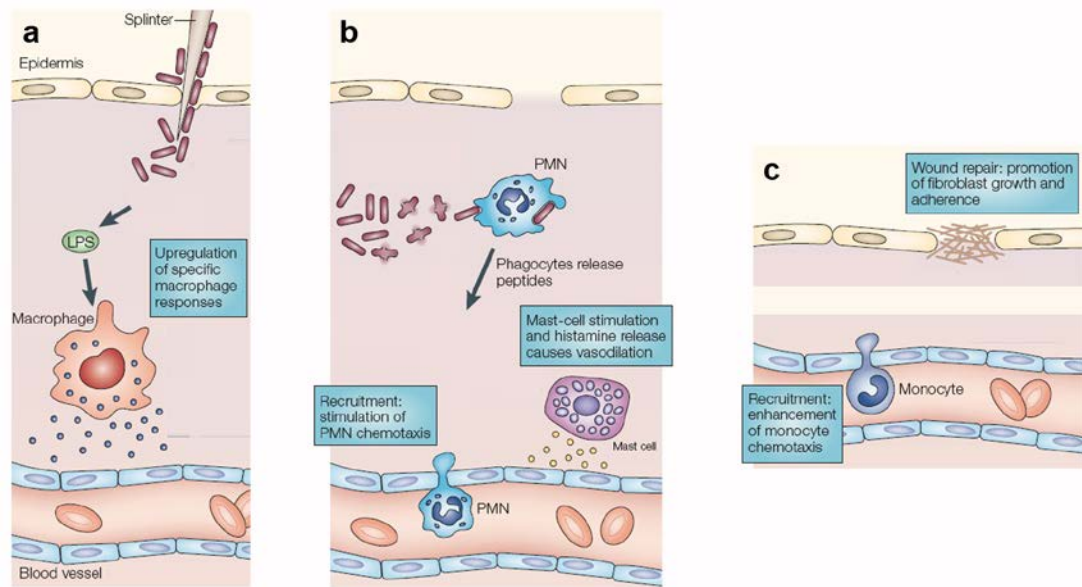 a
Splinter
Epidermis
LPS
Upregulation
of specific
macrophage
responses
Macrophage
Blood vessel
b
PMN
Phagocytes release
peptides
Mast-cell stimulation
and histamine release
causes vasodilation
Recruitment:
stimulation of
PMN chemotaxis
Mast cell
PMN
c
Wound repair: promotion
of fibroblast growth and
adherence
Monocyte
Recruitment:
enhancement
of monocyte
chemotaxis